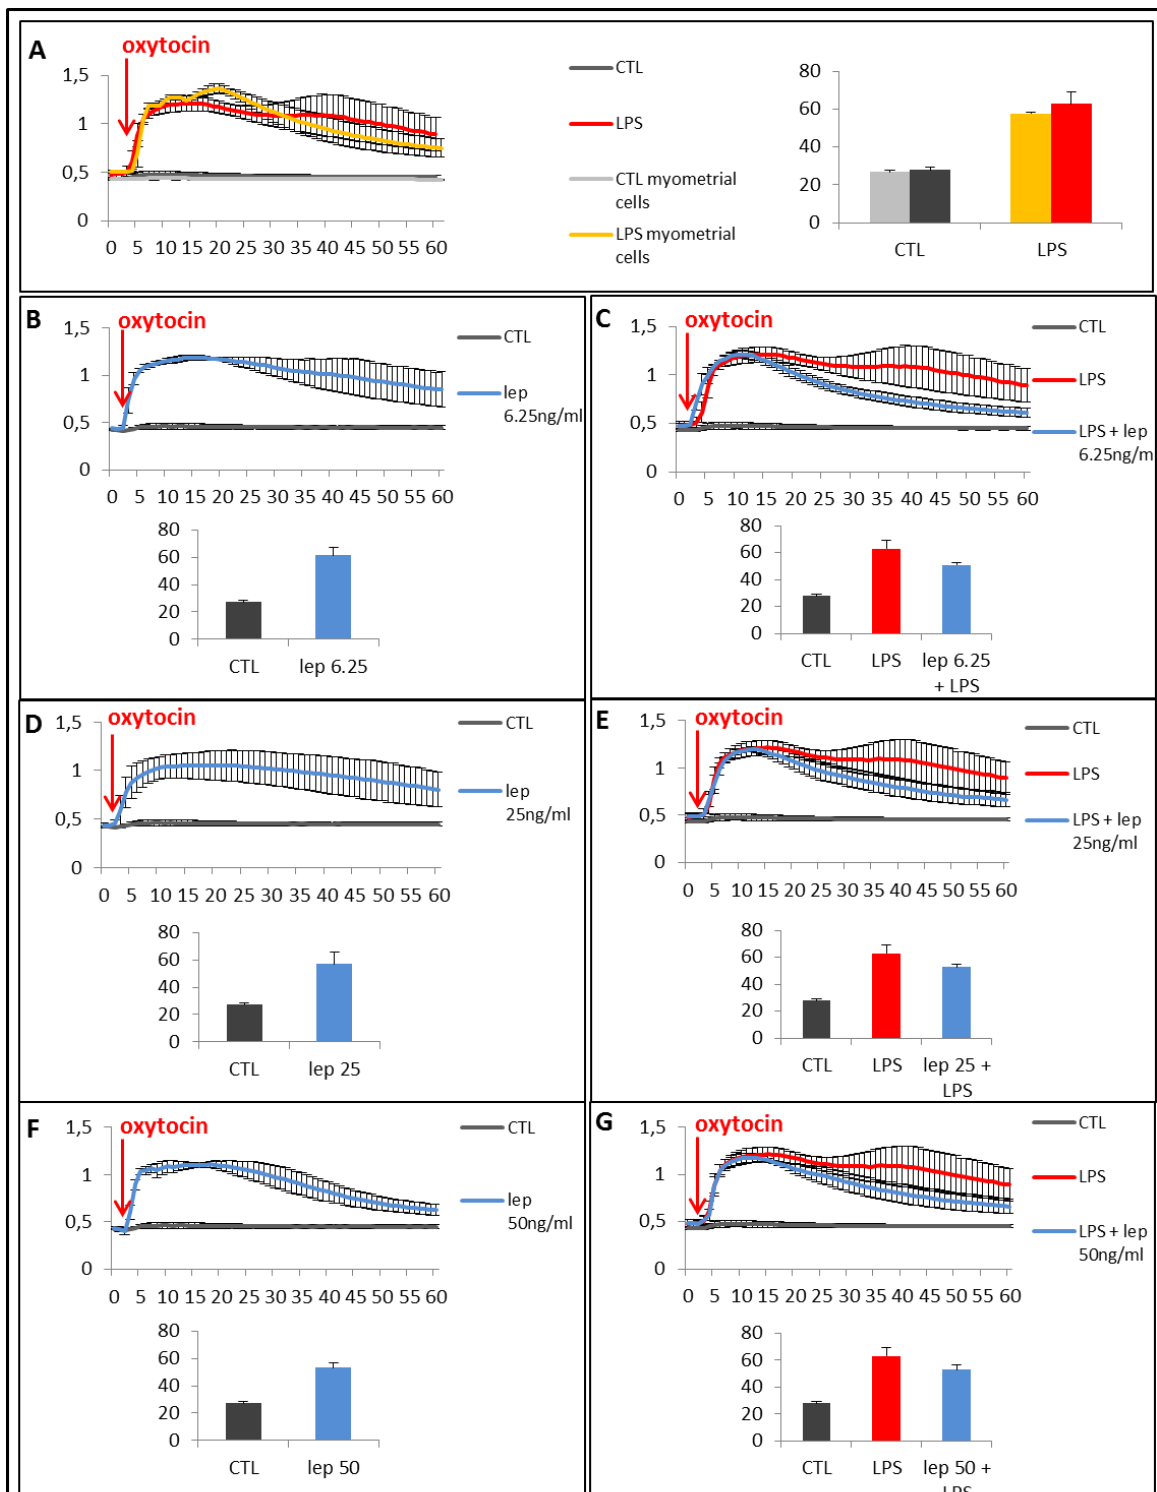 A
oxytocin
1,5
1
0,5
0
0 5 10 15 20 25 30 35 40 45 50 55 60
CTL
LPS
CTL myometrial
cells
LPS myometrial
cells
80
60
40
20
0
CTL LPS
B
oxytocin
1,5
1
0,5
0
0 5 10 15 20 25 30 35 40 45 50 55 60
CTL
lep
6.25ng/ml
80
60
40
20
0
CTL lep 6.25
C
oxytocin
1,5
1
0,5
0
0 5 10 15 20 25 30 35 40 45 50 55 60
CTL
LPS
LPS + lep
6.25ng/m
80
60
40
20
0
CTL LPS lep 6.25
+ LPS
D
oxytocin
1,5
1
0,5
0
0 5 10 15 20 25 30 35 40 45 50 55 60
CTL
lep
25ng/ml
80
60
40
20
0
CTL lep 25
E
oxytocin
1,5
1
0,5
0
0 5 10 15 20 25 30 35 40 45 50 55 60
CTL
LPS
LPS + lep
25ng/ml
80
60
40
20
0
CTL LPS lep 25 +
LPS
F
oxytocin
1,5
1
0,5
0
0 5 10 15 20 25 30 35 40 45 50 55 60
CTL
lep
50ng/ml
80
60
40
20
0
CTL lep 50
G
oxytocin
1,5
1
0,5
0
0 5 10 15 20 25 30 35 40 45 50 55 60
CTL
LPS
LPS + lep
50ng/ml
80
60
40
20
0
CTL LPS lep 50 +
LPS